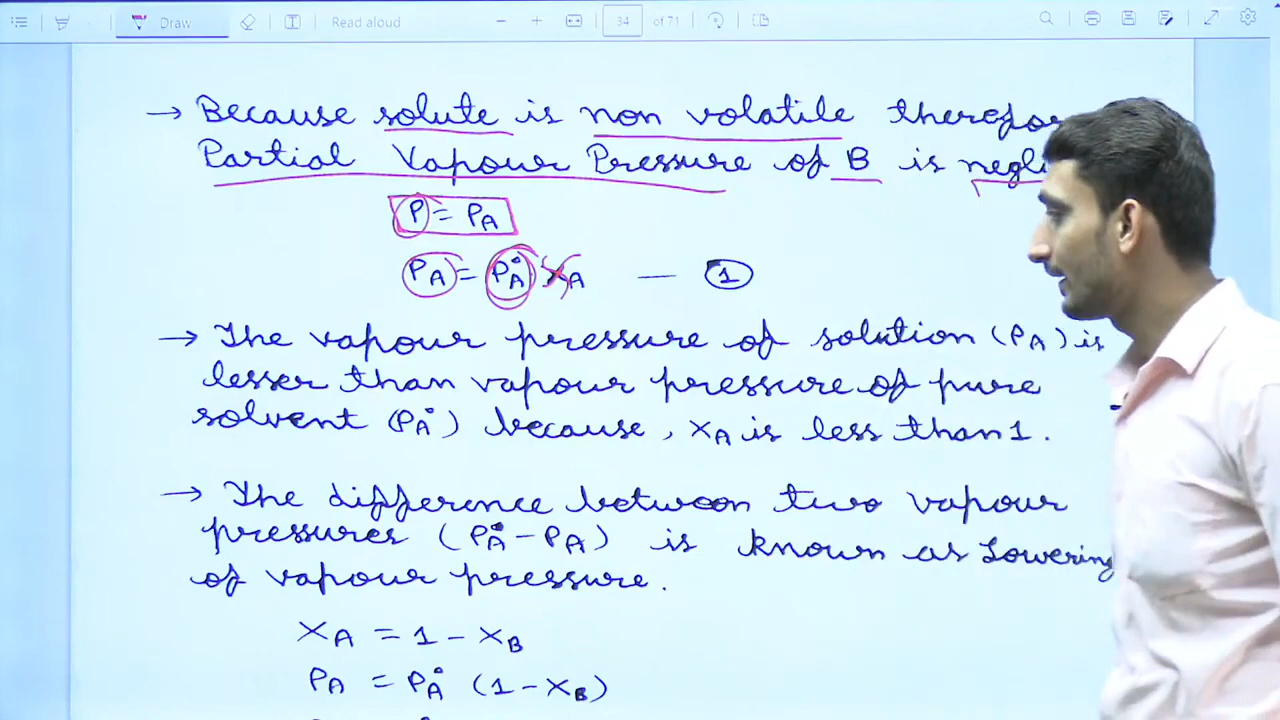 Draw
Read aloud
34 of 71
→ Because solute is non volatile
Partial Vapour Pressure of B is
P = PA
PA = PA° XA — 1
→ The vapour pressure of solution (PA) is
lesser than vapour pressure of pure
solvent (PA°) because, XA is less than 1.
→ The difference between two vapour
pressures (PA° - PA) is known as Lowering
of vapour pressure.
XA = 1 - XB
PA = PA° (1 - XB)